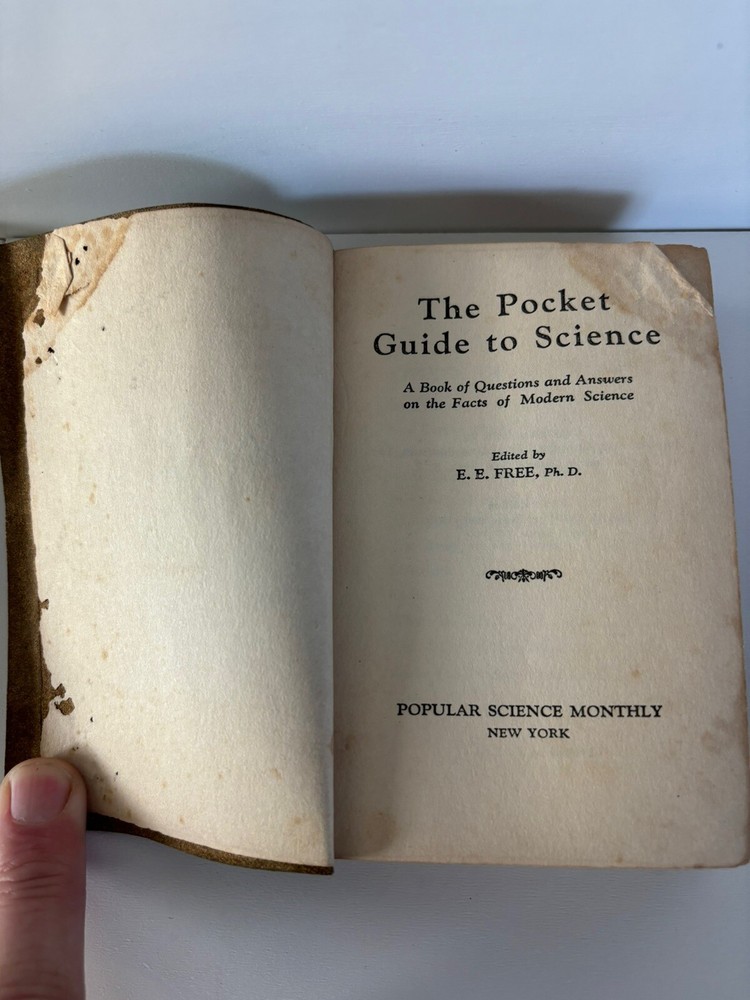 The Pocket
Guide to Science
A Book of Questions and Answers
on the Facts of Modern Science
Edited by
E. E. FREE, Ph. D.
POPULAR SCIENCE MONTHLY
NEW YORK